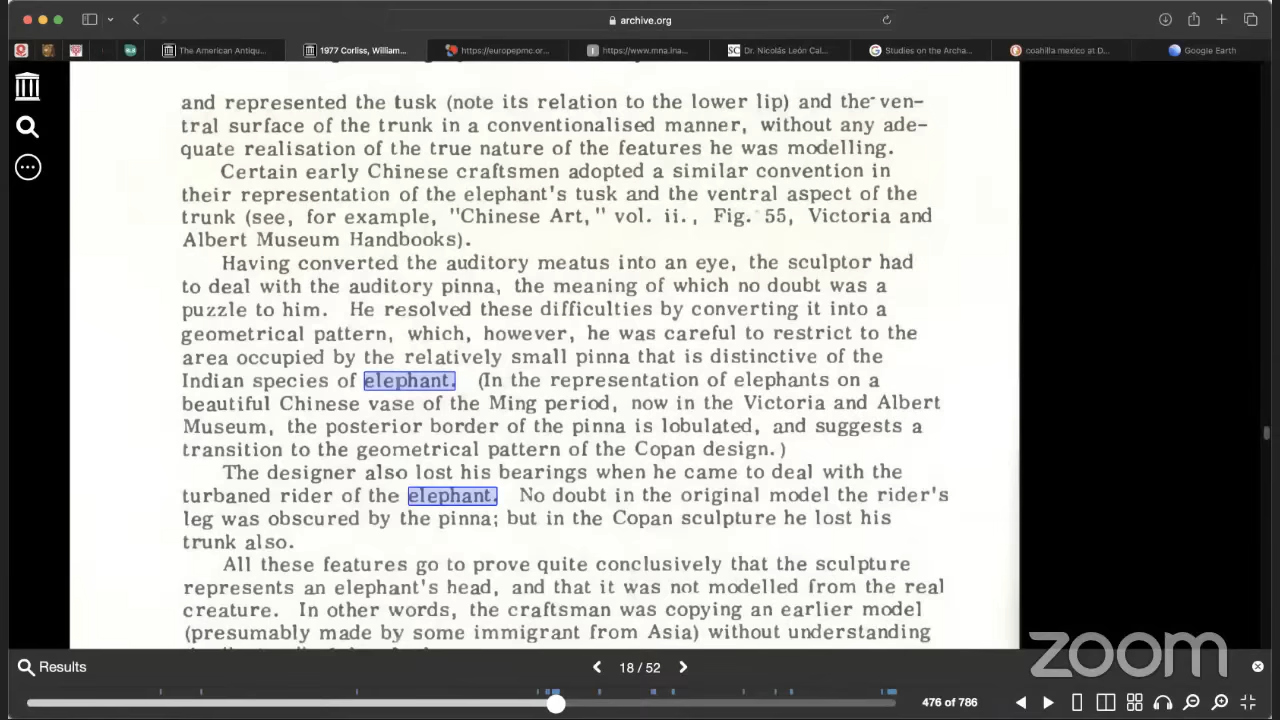 archive.org
The American Antiqu...
1977 Corliss, William...
https://europepmc.or...
https://www.mna.ina...
SC Dr. Nicolás León Cal...
G Studies on the Archa...
coahilla mexico at D...
Google Earth
and represented the tusk (note its relation to the lower lip) and the ven-
tral surface of the trunk in a conventionalised manner, without any ade-
quate realisation of the true nature of the features he was modelling.
Certain early Chinese craftsmen adopted a similar convention in
their representation of the elephant's tusk and the ventral aspect of the
trunk (see, for example, "Chinese Art," vol. ii., Fig. 55, Victoria and
Albert Museum Handbooks).
Having converted the auditory meatus into an eye, the sculptor had
to deal with the auditory pinna, the meaning of which no doubt was a
puzzle to him. He resolved these difficulties by converting it into a
geometrical pattern, which, however, he was careful to restrict to the
area occupied by the relatively small pinna that is distinctive of the
Indian species of elephant. (In the representation of elephants on a
beautiful Chinese vase of the Ming period, now in the Victoria and Albert
Museum, the posterior border of the pinna is lobulated, and suggests a
transition to the geometrical pattern of the Copan design.)
The designer also lost his bearings when he came to deal with the
turbaned rider of the elephant. No doubt in the original model the rider's
leg was obscured by the pinna; but in the Copan sculpture he lost his
trunk also.
All these features go to prove quite conclusively that the sculpture
represents an elephant's head, and that it was not modelled from the real
creature. In other words, the craftsman was copying an earlier model
(presumably made by some immigrant from Asia) without understanding
zoom
Results
18 / 52
476 of 786